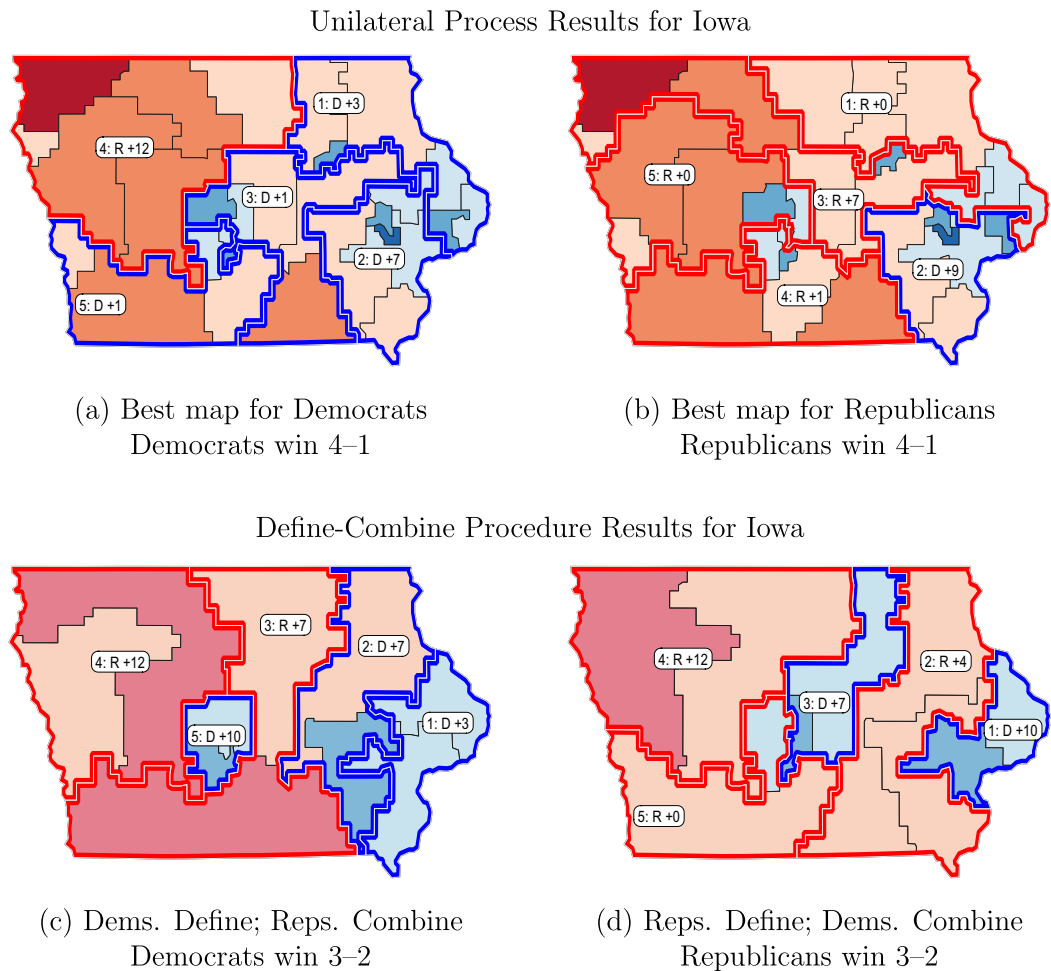 Unilateral Process Results for Iowa
1: D +3
4: R +12
3: D +1
2: D +7
5: D +1
1: R +0
5: R +0
3: R +7
2: D +9
4: R +1
(a) Best map for Democrats
Democrats win 4–1
(b) Best map for Republicans
Republicans win 4–1
Define-Combine Procedure Results for Iowa
3: R +7
2: D +7
4: R +12
1: D +3
5: D +10
4: R +12
2: R +4
3: D +7
1: D +10
5: R +0
(c) Dems. Define; Reps. Combine
Democrats win 3–2
(d) Reps. Define; Dems. Combine
Republicans win 3–2